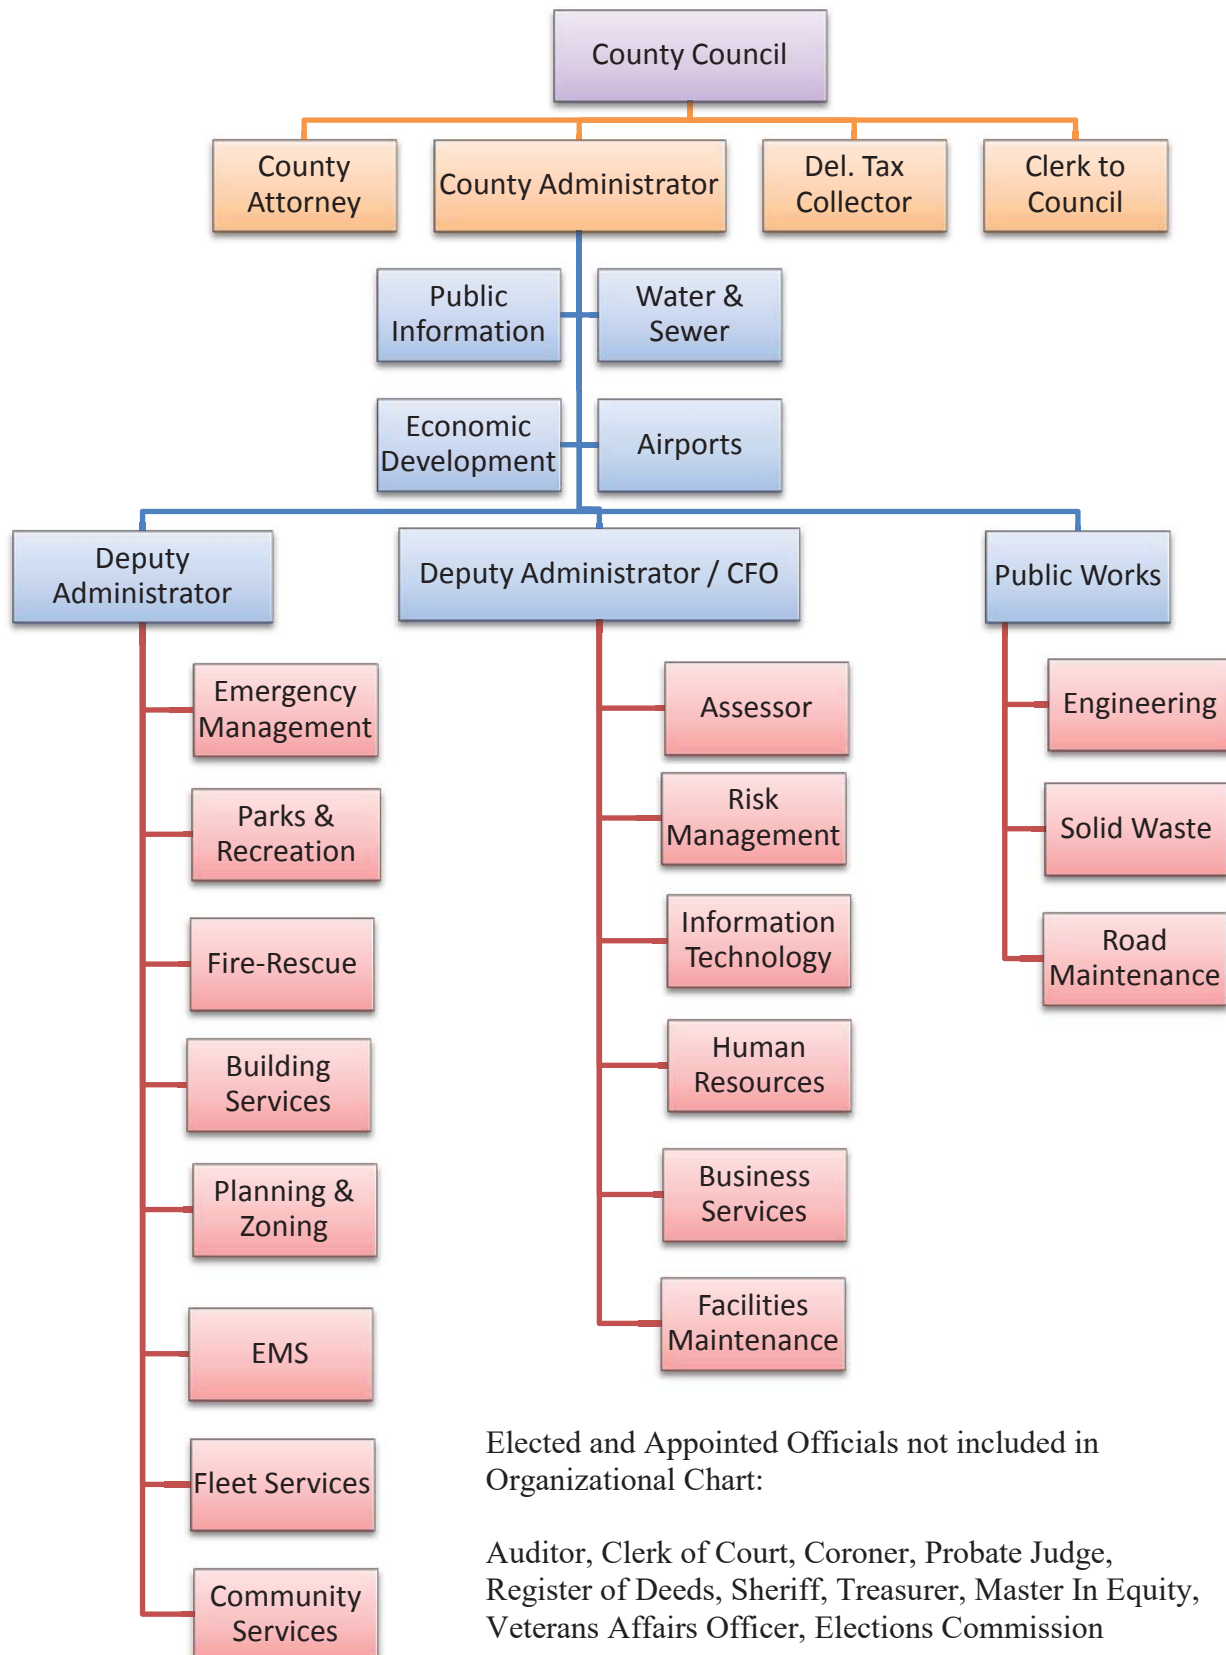 County Council
County
Attorney
County Administrator
Del. Tax
Collector
Clerk to
Council
Public
Information
Water &
Sewer
Economic
Development
Airports
Deputy
Administrator
Deputy Administrator / CFO
Public Works
Emergency
Management
Parks &
Recreation
Fire-Rescue
Building
Services
Planning &
Zoning
EMS
Fleet Services
Community
Services
Assessor
Risk
Management
Information
Technology
Human
Resources
Business
Services
Facilities
Maintenance
Engineering
Solid Waste
Road
Maintenance
Elected and Appointed Officials not included in
Organizational Chart:
Auditor, Clerk of Court, Coroner, Probate Judge,
Register of Deeds, Sheriff, Treasurer, Master In Equity,
Veterans Affairs Officer, Elections Commission